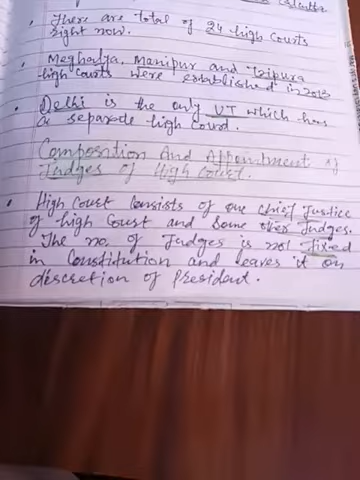 Calcutta
There are total of 24 high Courts
right now.
Meghalya, Manipur and Tripura
high Courts were established in 2013
Delhi is the only UT which has
a separate high Court.
Composition And Appointment of
Judges of High Court.
High Court consists of one chief Justice
of high Court and some other Judges.
The no. of Judges is not fixed
in Constitution and leaves it on
descretion of President.